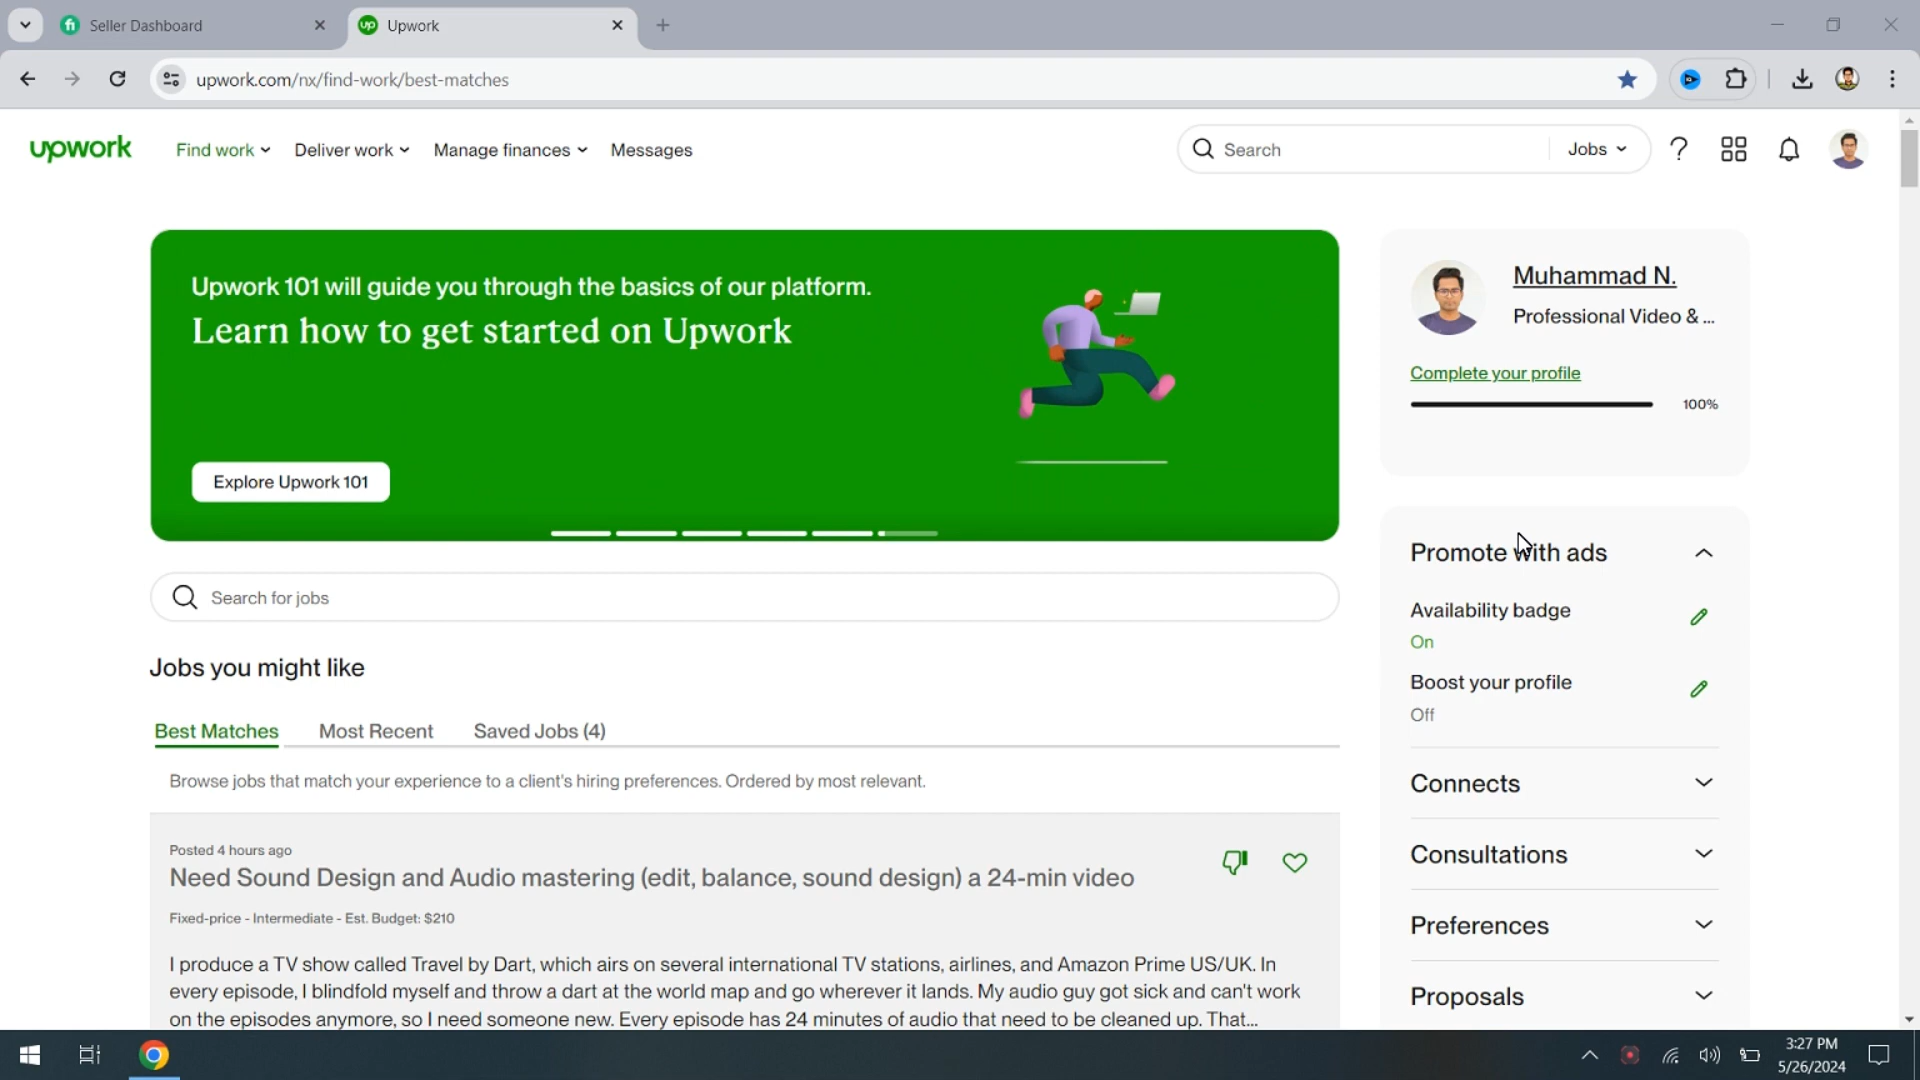 Seller Dashboard
Upwork
upwork.com/nx/find-work/best-matches
upwork
Find work
Deliver work
Manage finances
Messages
Search
Jobs
Upwork 101 will guide you through the basics of our platform.
Learn how to get started on Upwork
Explore Upwork 101
Muhammad N.
Professional Video & ...
Complete your profile
100%
Search for jobs
Jobs you might like
Best Matches
Most Recent
Saved Jobs (4)
Browse jobs that match your experience to a client's hiring preferences. Ordered by most relevant.
Posted 4 hours ago
Need Sound Design and Audio mastering (edit, balance, sound design) a 24-min video
Fixed-price - Intermediate - Est. Budget: $210
I produce a TV show called Travel by Dart, which airs on several international TV stations, airlines, and Amazon Prime US/UK. In
every episode, I blindfold myself and throw a dart at the world map and go wherever it lands. My audio guy got sick and can't work
on the episodes anymore, so I need someone new. Every episode has 24 minutes of audio that need to be cleaned up. That...
Promote with ads
Availability badge
On
Boost your profile
Off
Connects
Consultations
Preferences
Proposals
3:27 PM
5/26/2024